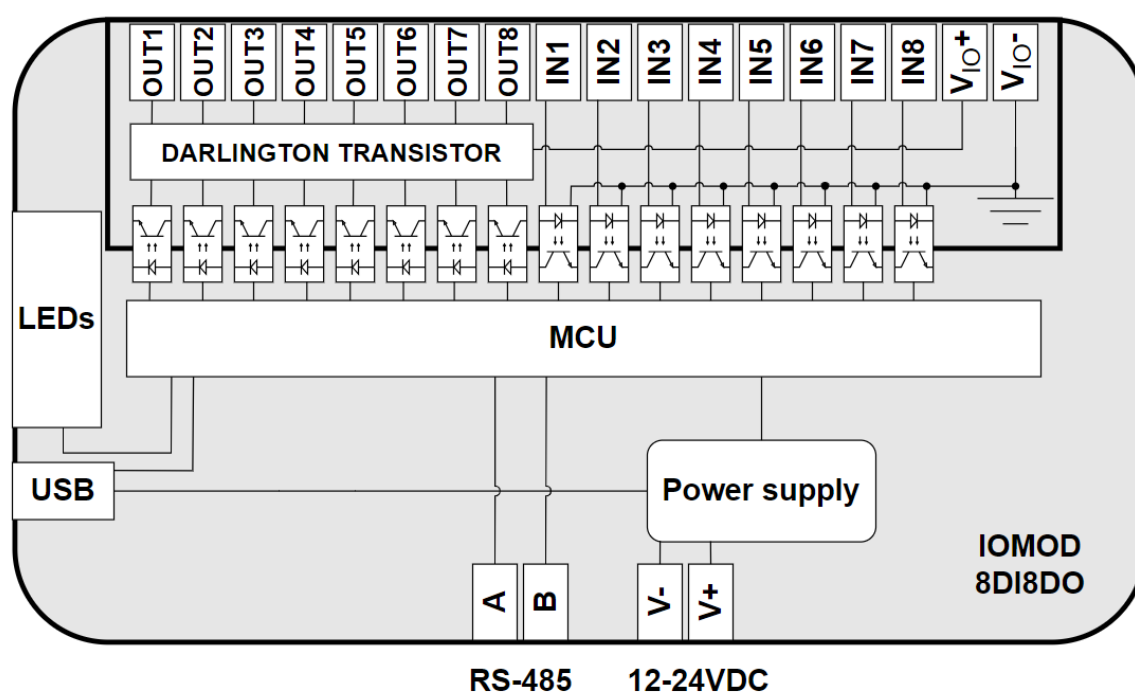 OUT1
OUT2
OUT3
OUT4
OUT5
OUT6
OUT7
OUT8
IN1
IN2
IN3
IN4
IN5
IN6
IN7
IN8
VIO+
VIO-
DARLINGTON TRANSISTOR
LEDs
MCU
USB
Power supply
IOMOD
8DI8DO
A
B
V-
V+
RS-485
12-24VDC